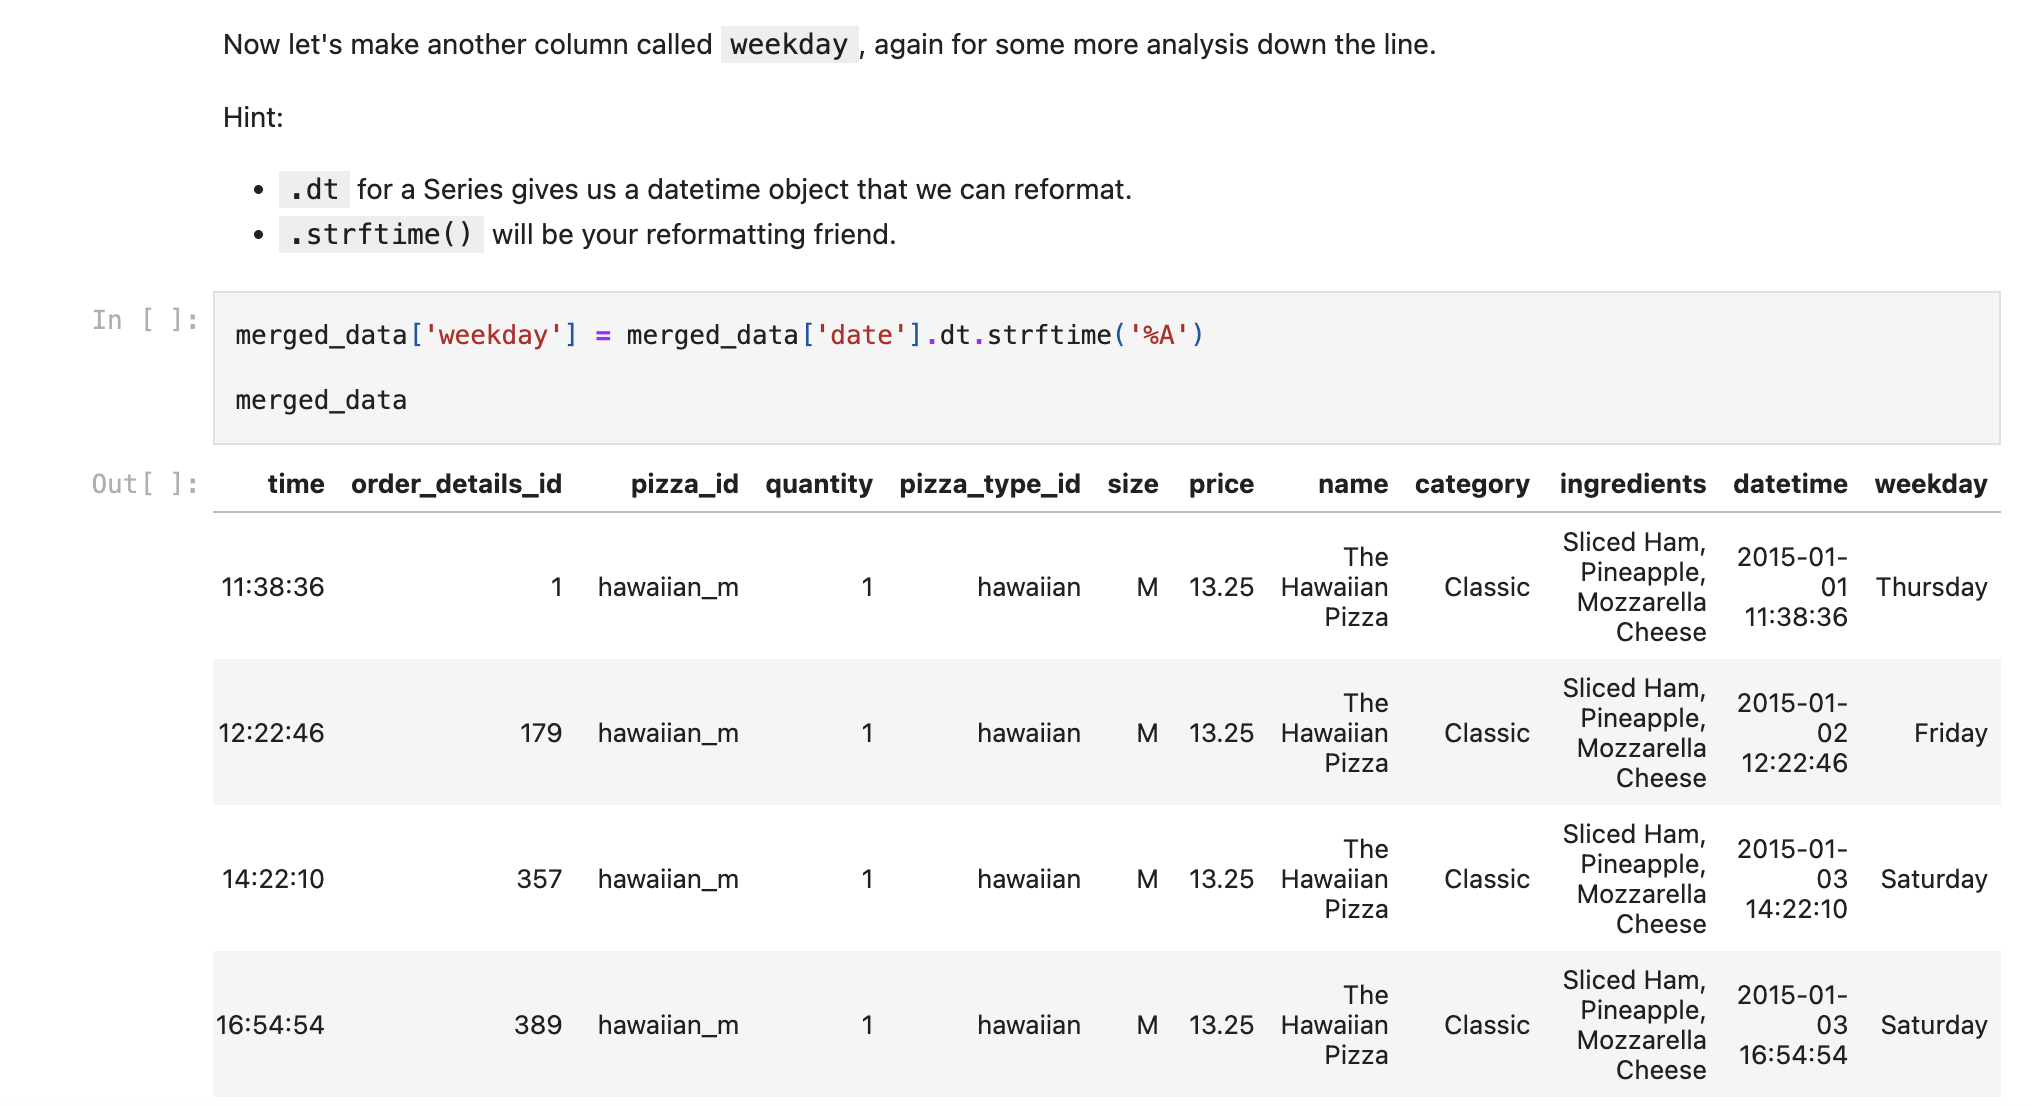 Now let's make another column called weekday , again for some more analysis down the line.
Hint:
• .dt for a Series gives us a datetime object that we can reformat.
• .strftime() will be your reformatting friend.
In [ ]:
merged_data['weekday'] = merged_data['date'].dt.strftime('%A')
merged_data
Out[ ]:
time order_details_id pizza_id quantity pizza_type_id size price name category ingredients datetime weekday
11:38:36 1 hawaiian_m 1 hawaiian M 13.25 The
Hawaiian
Pizza Classic Sliced Ham,
Pineapple,
Mozzarella
Cheese 2015-01-
01
11:38:36 Thursday
12:22:46 179 hawaiian_m 1 hawaiian M 13.25 The
Hawaiian
Pizza Classic Sliced Ham,
Pineapple,
Mozzarella
Cheese 2015-01-
02
12:22:46 Friday
14:22:10 357 hawaiian_m 1 hawaiian M 13.25 The
Hawaiian
Pizza Classic Sliced Ham,
Pineapple,
Mozzarella
Cheese 2015-01-
03
14:22:10 Saturday
16:54:54 389 hawaiian_m 1 hawaiian M 13.25 The
Hawaiian
Pizza Classic Sliced Ham,
Pineapple,
Mozzarella
Cheese 2015-01-
03
16:54:54 Saturday